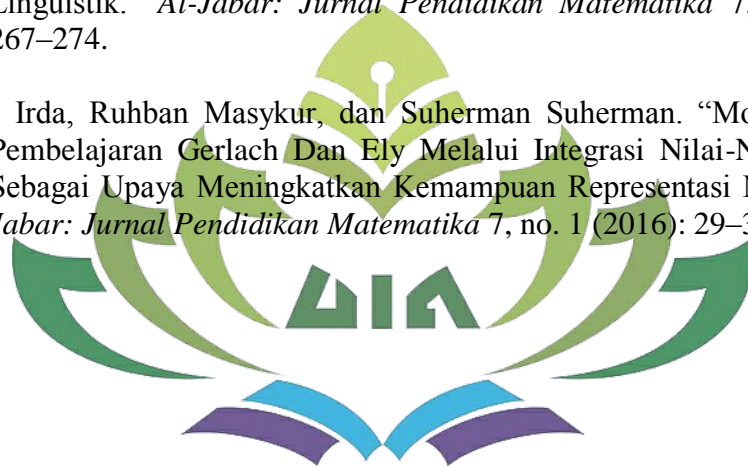 Linguistik.” Al-Jabar: Jurnal Pendidikan Matematika 7
267–274.
Irda, Ruhban Masykur, dan Suherman Suherman. “Mo
Pembelajaran Gerlach Dan Ely Melalui Integrasi Nilai-N
Sebagai Upaya Meningkatkan Kemampuan Representasi
Jabar: Jurnal Pendidikan Matematika 7, no. 1 (2016): 29–3
UIN